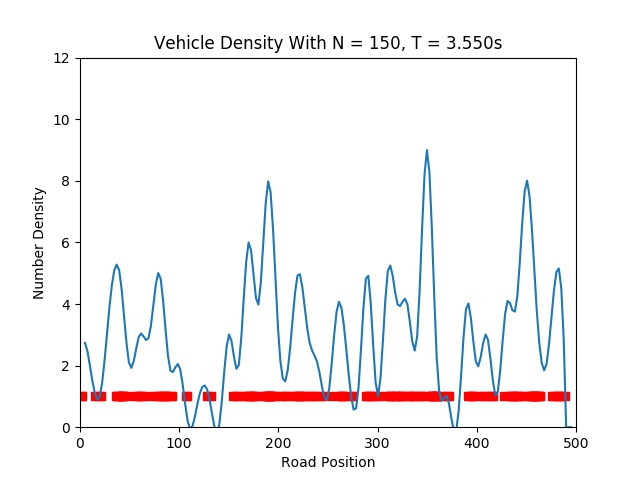 Vehicle Density With N = 150, T = 3.550s
12
10
8
6
4
2
0
Number Density
0 100 200 300 400 500
Road Position